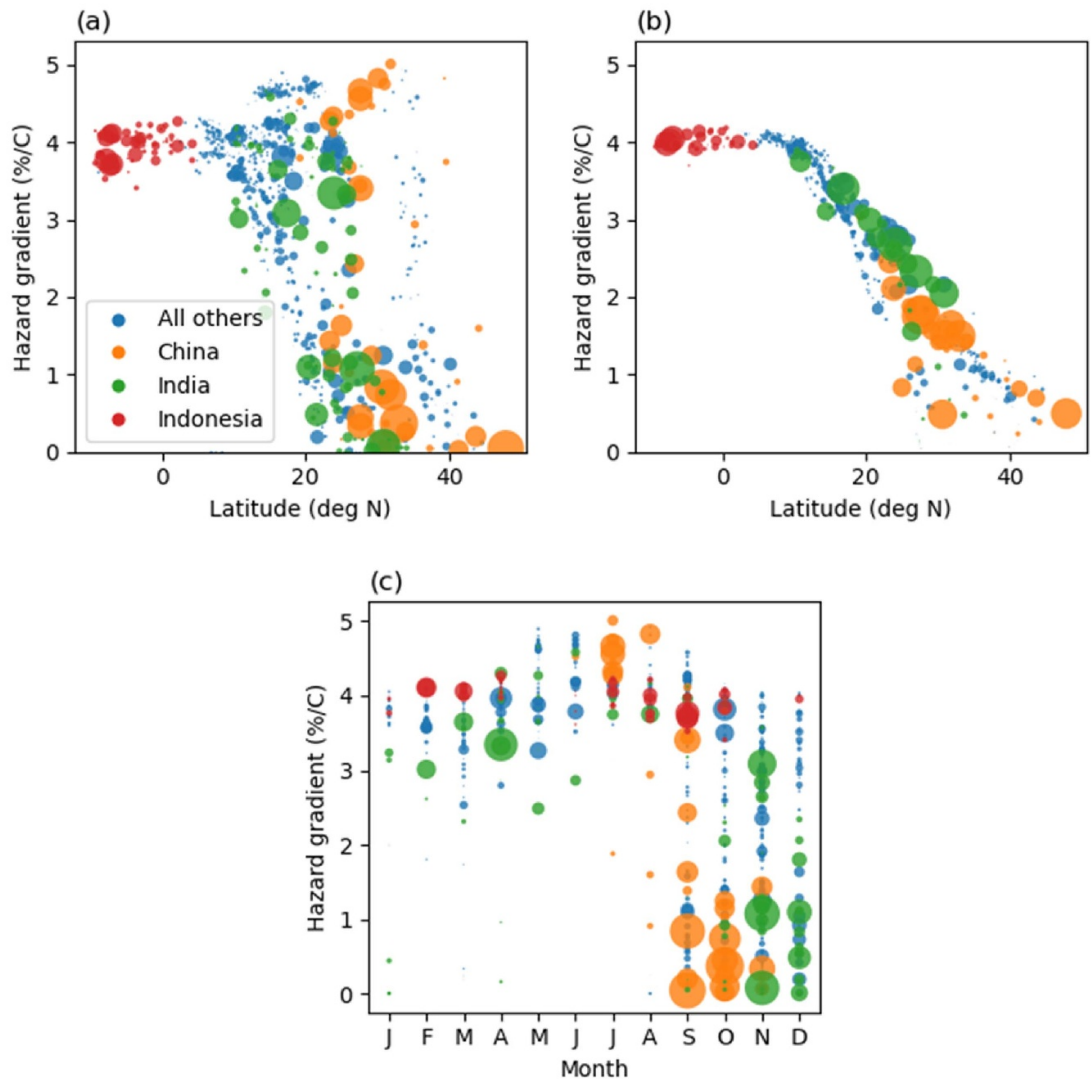 (a)
(b)
5
4
3
2
1
0
Hazard gradient (%/C)
All others
China
India
Indonesia
0 20 40
Latitude (deg N)
5
4
3
2
1
0
Hazard gradient (%/C)
0 20 40
Latitude (deg N)
(c)
5
4
3
2
1
0
Hazard gradient (%/C)
J F M A M J J A S O N D
Month